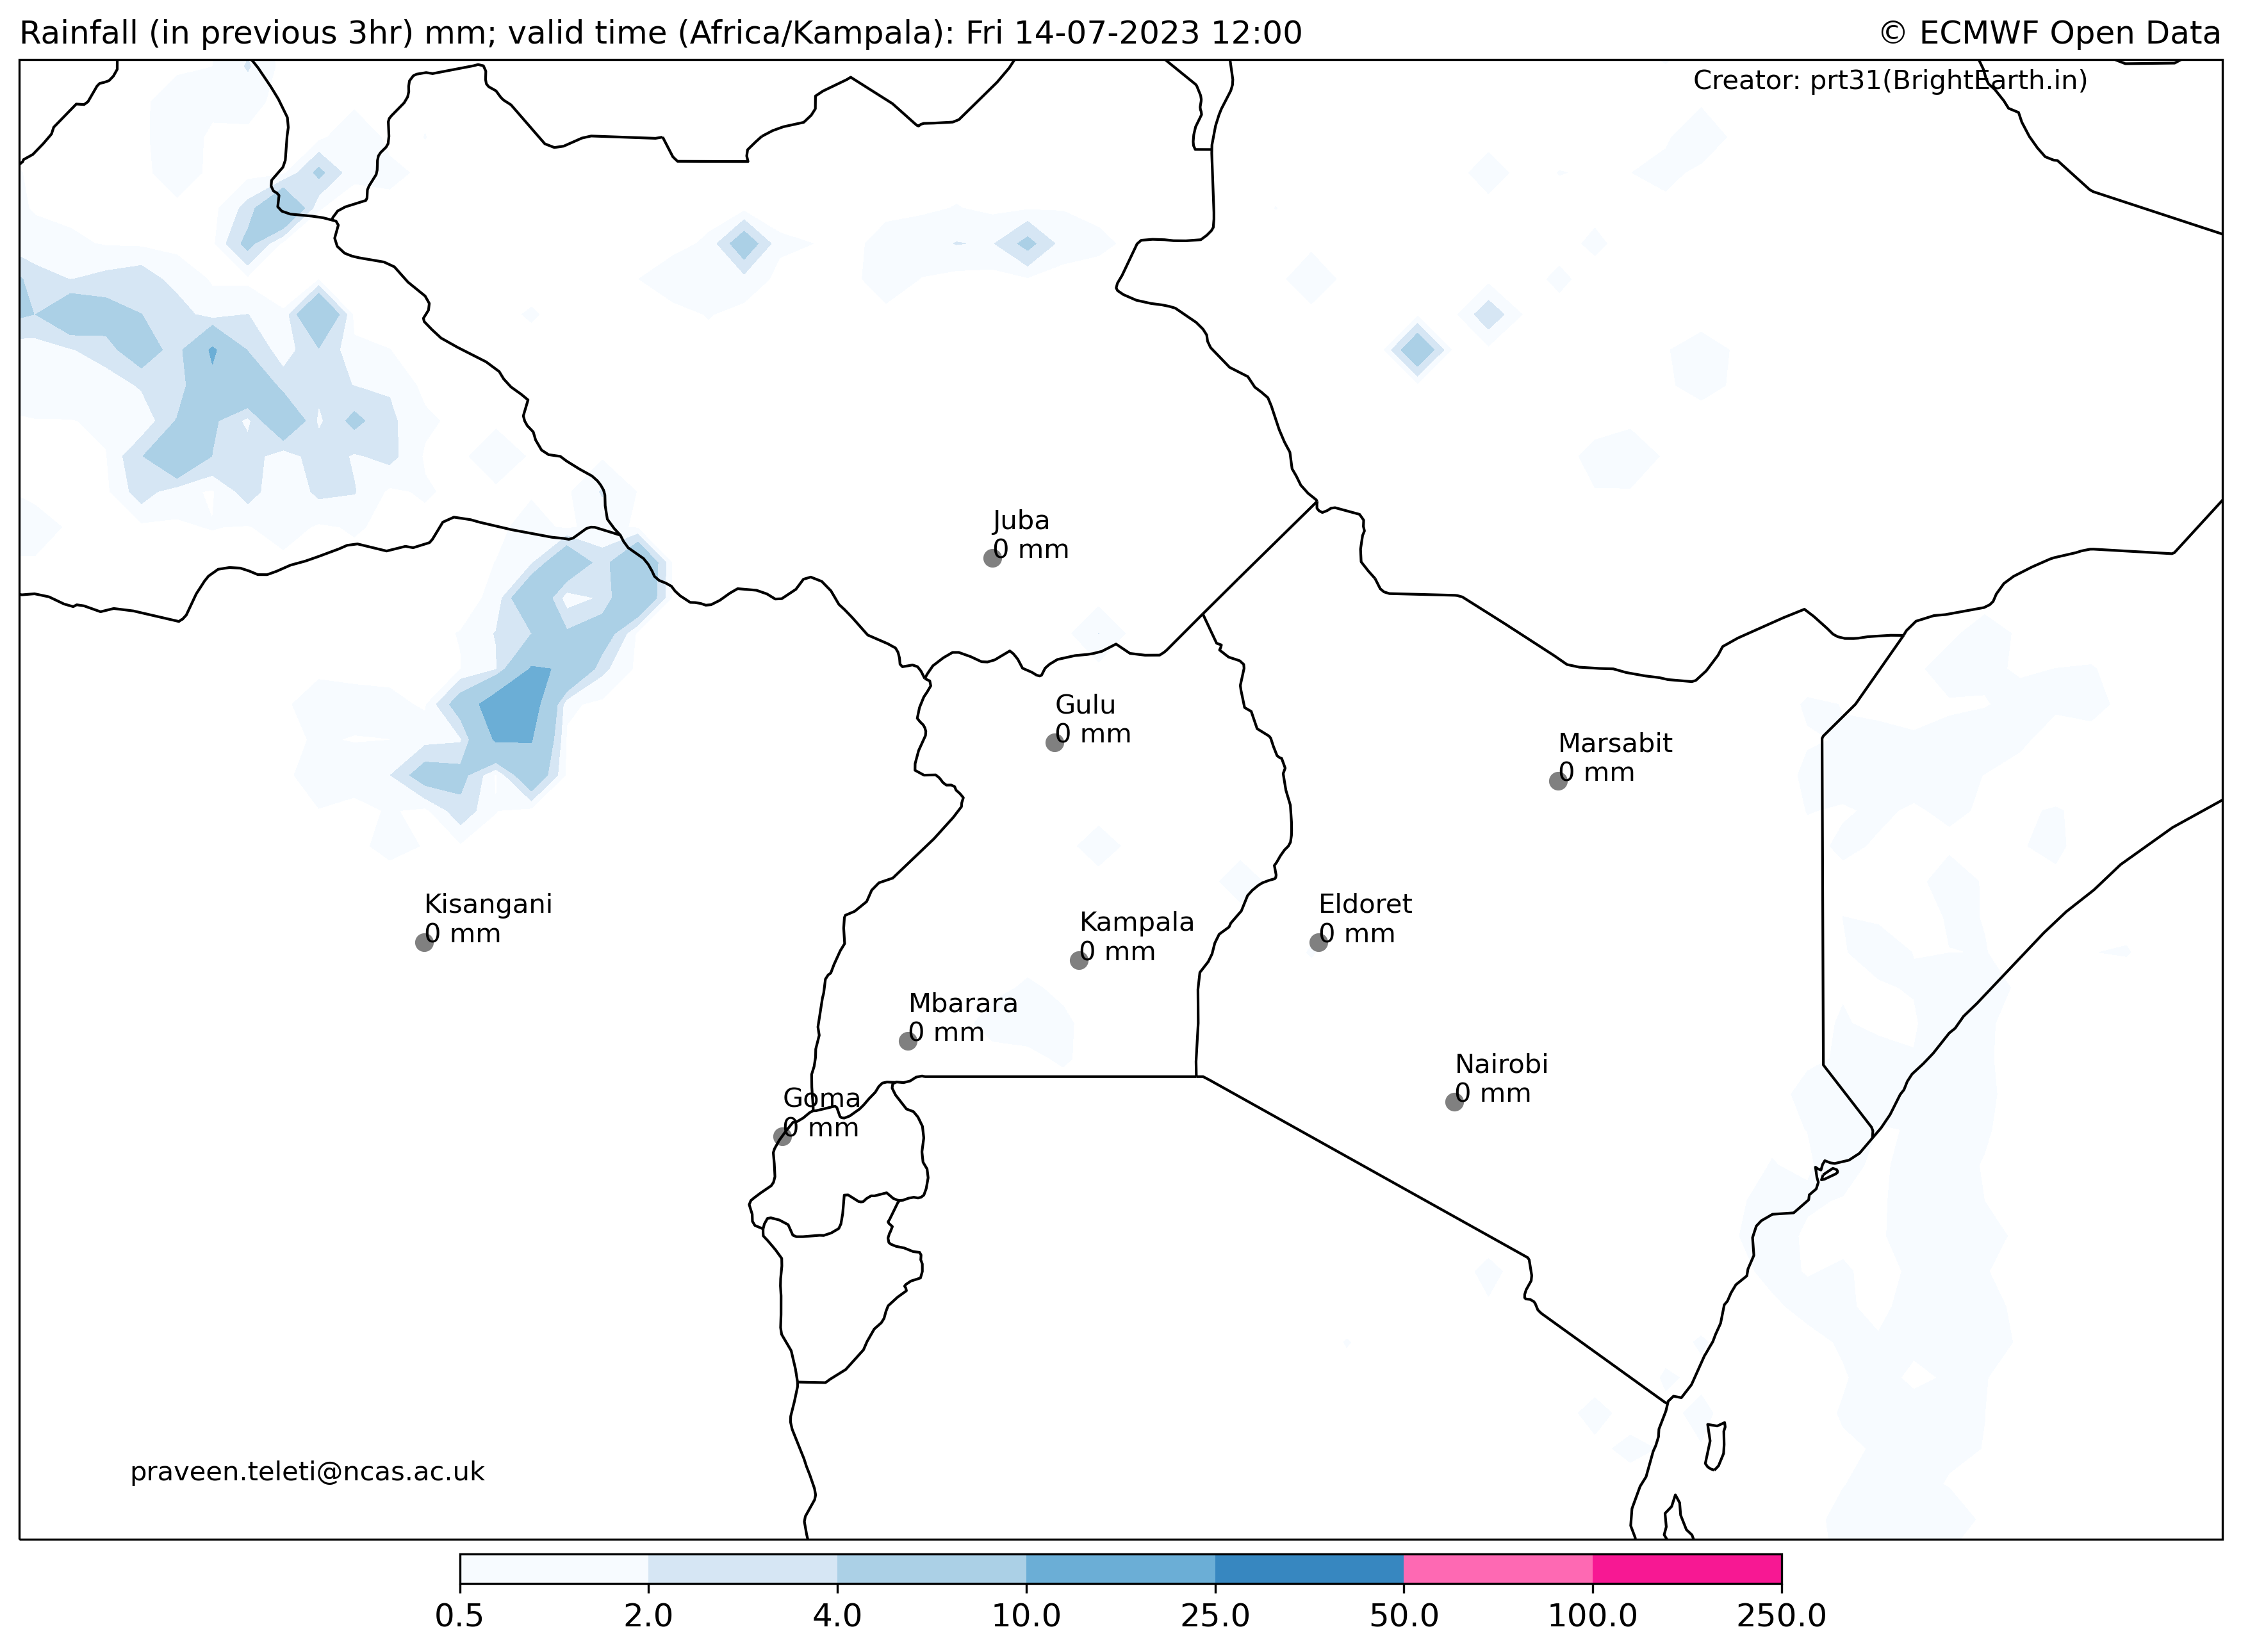 Rainfall (in previous 3hr) mm; valid time (Africa/Kampala): Fri 14-07-2023 12:00
© ECMWF Open Data
Creator: prt31(BrightEarth.in)
Juba
0 mm
Gulu
0 mm
Marsabit
0 mm
Kisangani
0 mm
Kampala
0 mm
Eldoret
0 mm
Mbarara
0 mm
Nairobi
0 mm
Goma
0 mm
praveen.teleti@ncas.ac.uk
0.5 2.0 4.0 10.0 25.0 50.0 100.0 250.0